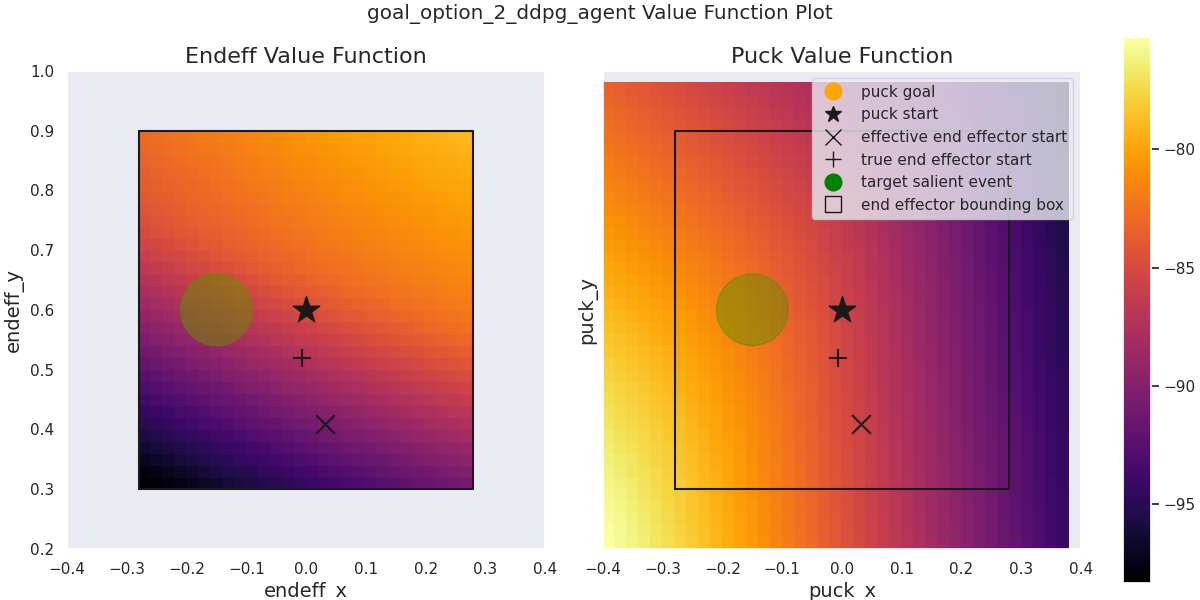 goal_option_2_ddpg_agent Value Function Plot
Endeff Value Function
1.0
0.9
0.8
0.7
0.6
0.5
0.4
0.3
0.2
endeff_y
−0.4 −0.3 −0.2 −0.1 0.0 0.1 0.2 0.3 0.4
endeff_x
Puck Value Function
puck goal
puck start
effective end effector start
true end effector start
target salient event
end effector bounding box
puck_y
−0.4 −0.3 −0.2 −0.1 0.0 0.1 0.2 0.3 0.4
puck_x
−80
−85
−90
−95